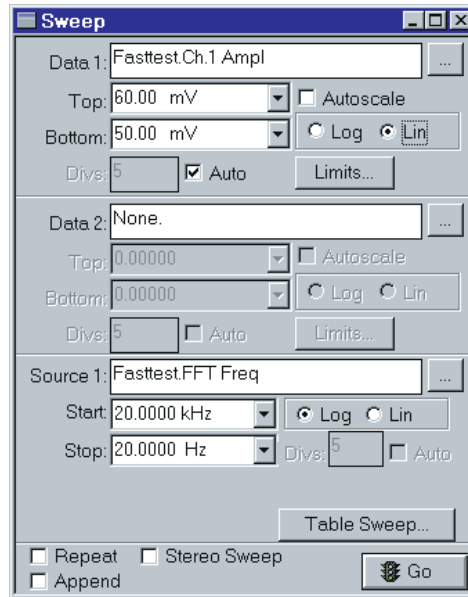 Sweep
Data 1: Fasttest.Ch.1 Ampl ...
Top: 60.00 mV Autoscale
Bottom: 50.00 mV Log Lin
Divs: 5 Auto Limits...
Data 2: None. ...
Top: 0.00000 Autoscale
Bottom: 0.00000 Log Lin
Divs: 5 Auto Limits...
Source 1: Fasttest.FFT Freq ...
Start: 20.0000 kHz Log Lin
Stop: 20.0000 Hz Divs: 5 Auto
Table Sweep...
Repeat Stereo Sweep
Append Go